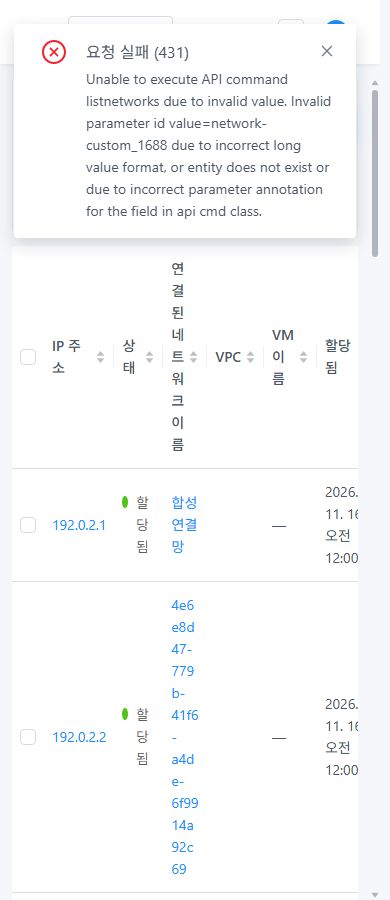 요청 실패 (431)
Unable to execute API command
listnetworks due to invalid value. Invalid
parameter id value=network-
custom_1688 due to incorrect long
value format, or entity does not exist or
due to incorrect parameter annotation
for the field in api cmd class.
IP 주
소
상
태
연
결
된
네
트
워
크
이
름
VPC
VM
이
름
할당
됨
192.0.2.1
할
당
됨
합성
연결
망
—
2026.
11. 16
오전
12:00
192.0.2.2
할
당
됨
4e6
e8d
47-
779
b-
41f6
-
a4d
e-
6f99
14a
92c
69
—
2026.
11. 16
오전
12:00